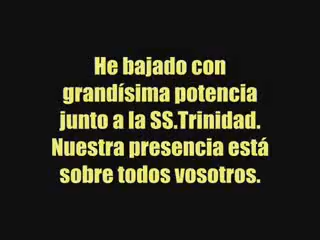 He bajado con
grandísima potencia
junto a la SS.Trinidad.
Nuestra presencia está
sobre todos vosotros.